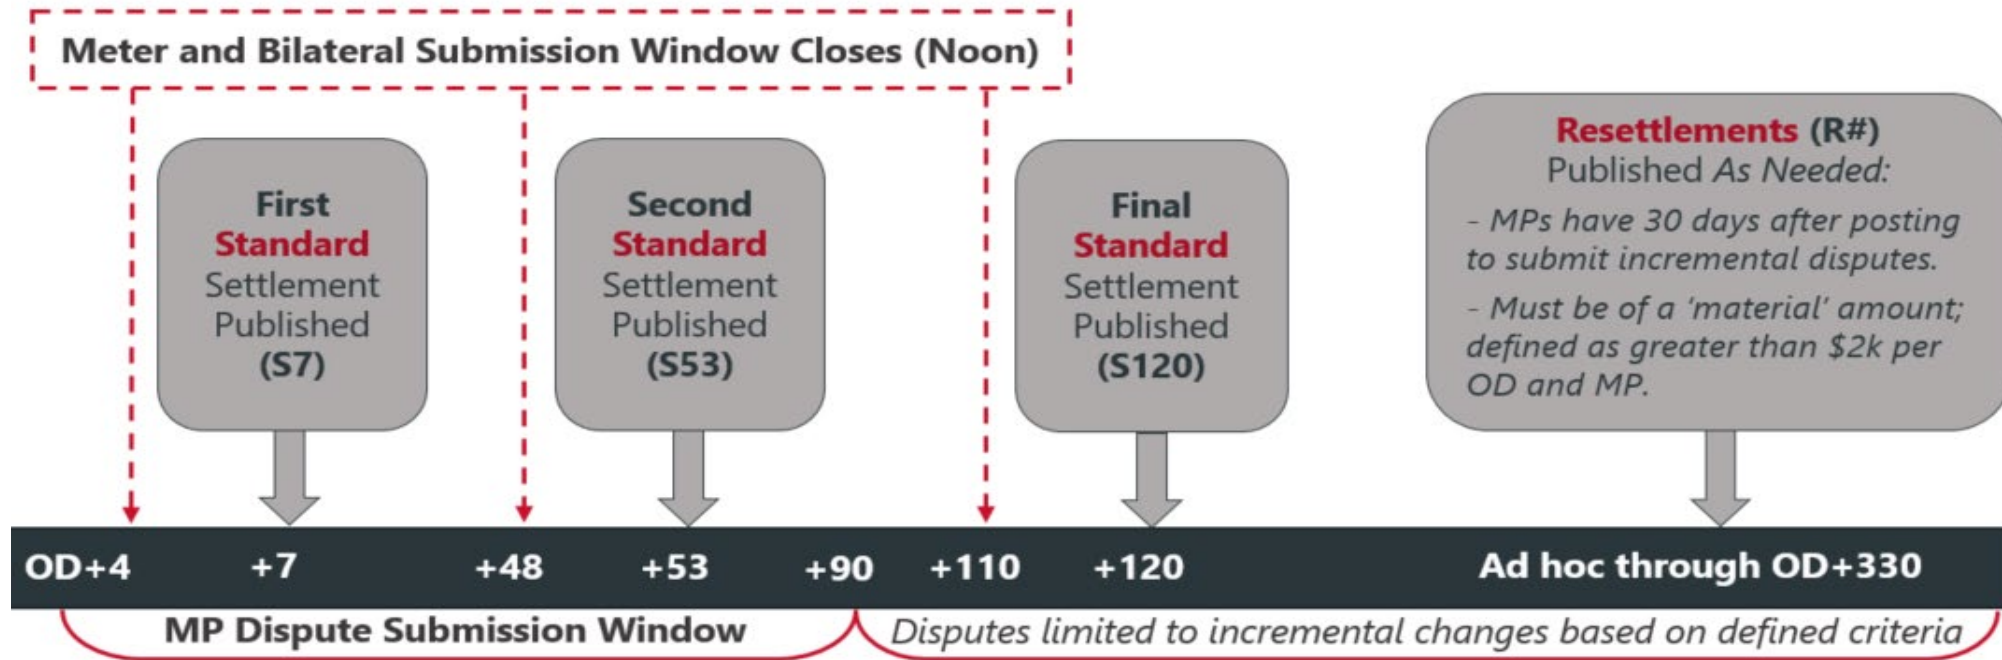 Meter and Bilateral Submission Window Closes (Noon)
First
Standard
Settlement
Published
(S7)
Second
Standard
Settlement
Published
(S53)
Final
Standard
Settlement
Published
(S120)
Resettlements (R#)
Published As Needed:
- MPs have 30 days after posting
to submit incremental disputes.
- Must be of a ‘material’ amount;
defined as greater than $2k per
OD and MP.
OD+4 +7 +48 +53 +90 +110 +120 Ad hoc through OD+330
MP Dispute Submission Window
Disputes limited to incremental changes based on defined criteria